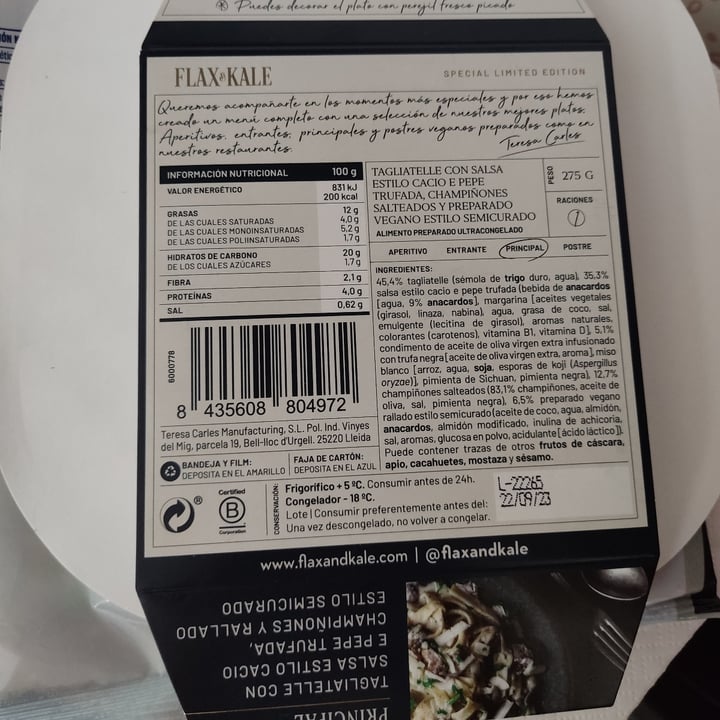 Puedes decorar el plato con perejil fresco picado
FLAX&KALE
SPECIAL LIMITED EDITION
Queremos acompañarte en los momentos más especiales y por eso hemos
creado un menú completo con una selección de nuestros mejores platos.
Aperitivos, entrantes, principales y postres veganos preparados como en
nuestros restaurantes.
Teresa Carles
INFORMACIÓN NUTRICIONAL 100 g
VALOR ENERGÉTICO 831 kJ
200 kcal
GRASAS 12 g
DE LAS CUALES SATURADAS 4,0 g
DE LAS CUALES MONOINSATURADAS 5,2 g
DE LAS CUALES POLIINSATURADAS 1,7 g
HIDRATOS DE CARBONO 20 g
DE LOS CUALES AZÚCARES 1,7 g
FIBRA 2,1 g
PROTEÍNAS 4,0 g
SAL 0,62 g
6000778
8 435608 804972
Teresa Carles Manufacturing, S.L. Pol. Ind. Vinyes
del Mig, parcela 19, Bell-lloc d'Urgell. 25220 Lleida
BANDEJA Y FILM:
DEPOSITA EN EL AMARILLO
FAJA DE CARTÓN:
DEPOSITA EN EL AZUL
TAGLIATELLE CON SALSA
ESTILO CACIO E PEPE
TRUFADA, CHAMPIÑONES
SALTEADOS Y PREPARADO
VEGANO ESTILO SEMICURADO
ALIMENTO PREPARADO ULTRACONGELADO
PESO 275 G
RACIONES
1
APERITIVO ENTRANTE PRINCIPAL POSTRE
INGREDIENTES:
45,4% tagliatelle (sémola de trigo duro, agua), 35,3%
salsa estilo cacio e pepe trufada (bebida de anacardos
[agua, 9% anacardos], margarina [aceites vegetales
(girasol, linaza, nabina), agua, grasa de coco, sal,
emulgente (lecitina de girasol), aromas naturales,
colorantes (carotenos), vitamina B1, vitamina D], 5,1%
condimento de aceite de oliva virgen extra infusionado
con trufa negra [aceite de oliva virgen extra, aroma], miso
blanco [arroz, agua, soja, esporas de koji (Aspergillus
oryzae)], pimienta de Sichuan, pimienta negra), 12,7%
champiñones salteados (83,1% champiñones, aceite de
oliva, sal, pimienta negra), 6,5% preparado vegano
rallado estilo semicurado (aceite de coco, agua, almidón,
anacardos, almidón modificado, inulina de achicoria,
sal, aromas, glucosa en polvo, acidulante [ácido láctico]).
Puede contener trazas de otros frutos de cáscara,
apio, cacahuetes, mostaza y sésamo.
Certified
B
Corporation
CONSERVACIÓN:
Frigorífico + 5 ºC. Consumir antes de 24h.
Congelador - 18 ºC.
Lote | Consumir preferentemente antes del:
Una vez descongelado, no volver a congelar.
L-22265
22/09/23
www.flaxandkale.com | @flaxandkale
PRINCIPAL
TAGLIATELLE CON
SALSA ESTILO CACIO
E PEPE TRUFADA,
CHAMPIÑONES Y RALLADO
ESTILO SEMICURADO